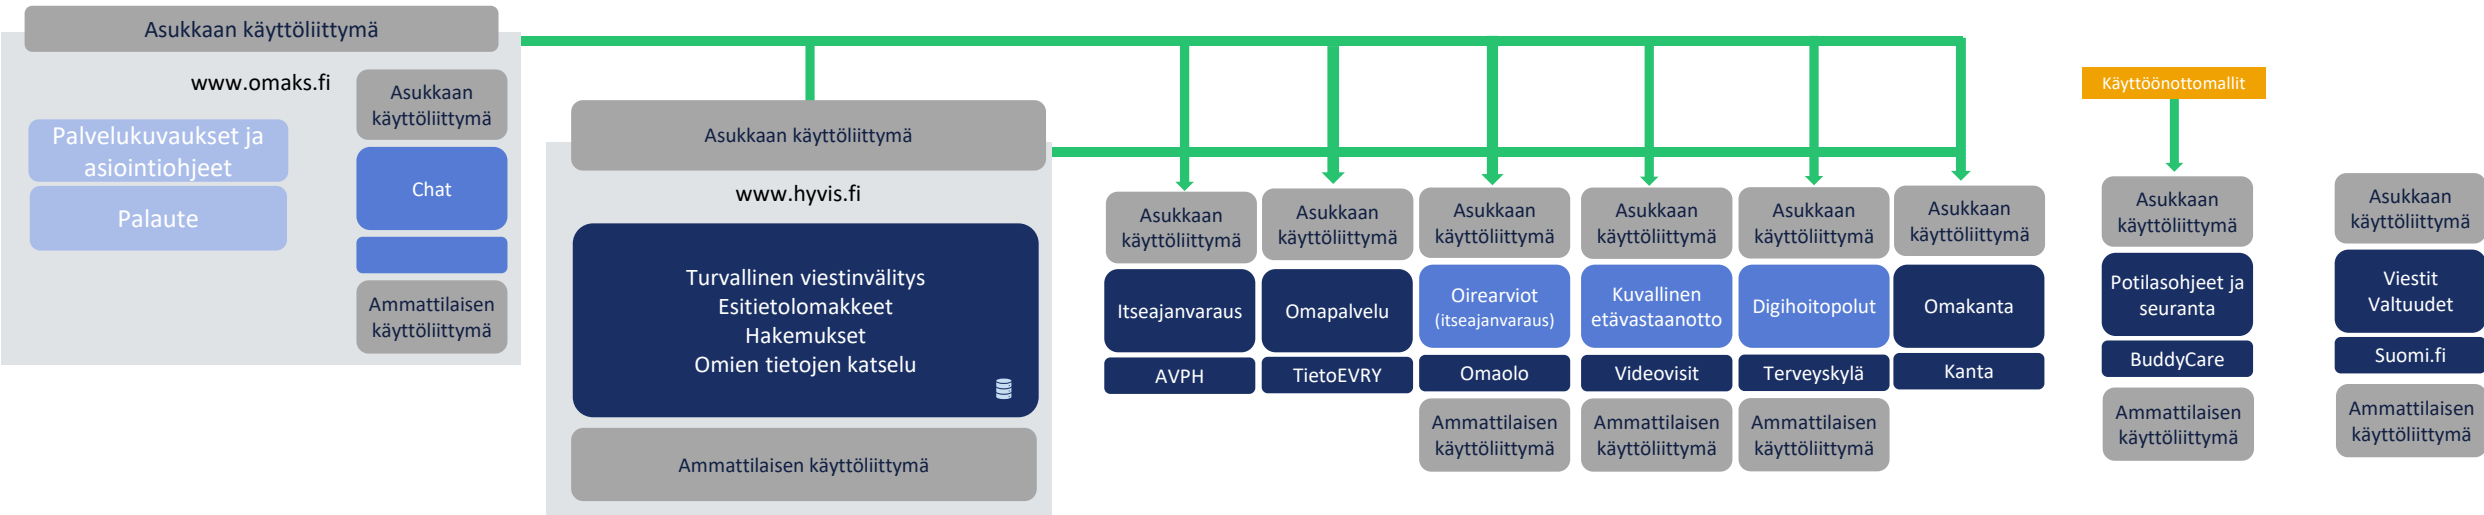 Asukkaan käyttöliittymä
www.omaks.fi
Palvelukuvaukset ja
asiointiohjeet
Palaute
Asukkaan
käyttöliittymä
Chat
Ammattilaisen
käyttöliittymä
Asukkaan käyttöliittymä
www.hyvis.fi
Turvallinen viestinvälitys
Esitietolomakkeet
Hakemukset
Omien tietojen katselu
Ammattilaisen käyttöliittymä
Asukkaan
käyttöliittymä
Itseajanvaraus
AVPH
Asukkaan
käyttöliittymä
Omapalvelu
TietoEVRY
Asukkaan
käyttöliittymä
Oirearviot
(itseajanvaraus)
Omaolo
Ammattilaisen
käyttöliittymä
Asukkaan
käyttöliittymä
Kuvallinen
etävastaanotto
Videovisit
Ammattilaisen
käyttöliittymä
Asukkaan
käyttöliittymä
Digihoitopolut
Terveyskylä
Ammattilaisen
käyttöliittymä
Asukkaan
käyttöliittymä
Omakanta
Kanta
Käyttöönottomallit
Asukkaan
käyttöliittymä
Potilasohjeet ja
seuranta
BuddyCare
Ammattilaisen
käyttöliittymä
Asukkaan
käyttöliittymä
Viestit
Valtuudet
Suomi.fi
Ammattilaisen
käyttöliittymä